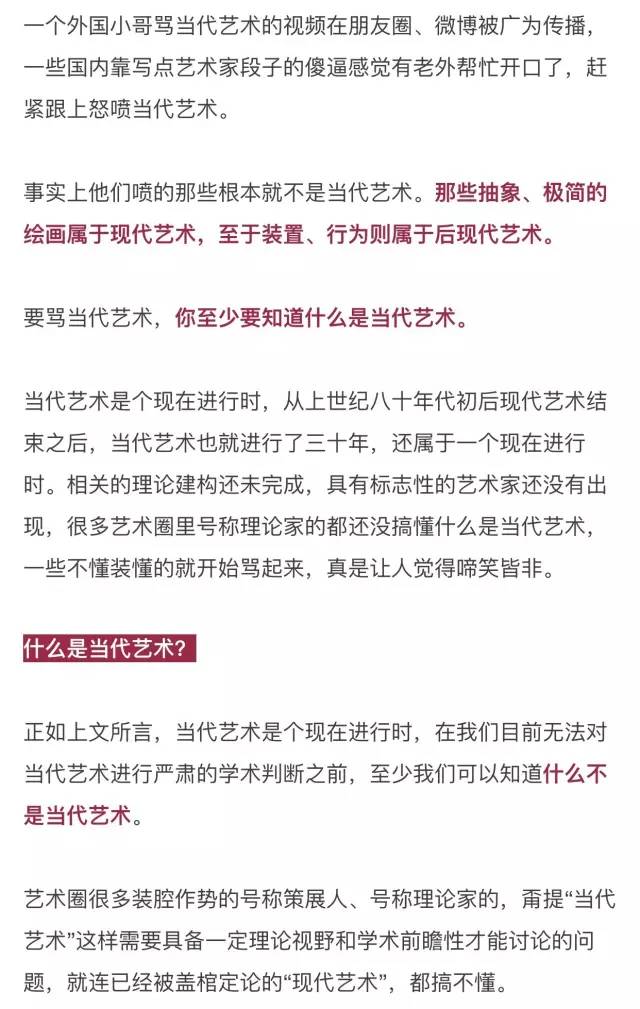 一个外国小哥骂当代艺术的视频在朋友圈、微博被广为传播，
一些国内靠写点艺术家段子的傻逼感觉有老外帮忙开口了，赶
紧跟上怒喷当代艺术。
事实上他们喷的那些根本就不是当代艺术。那些抽象、极简的
绘画属于现代艺术，至于装置、行为则属于后现代艺术。
要骂当代艺术，你至少要知道什么是当代艺术。
当代艺术是个现在进行时，从上世纪八十年代初后现代艺术结
束之后，当代艺术也就进行了三十年，还属于一个现在进行
时。相关的理论建构还未完成，具有标志性的艺术家还没有出
现，很多艺术圈里号称理论家的都还没搞懂什么是当代艺术，
一些不懂装懂的就开始骂起来，真是让人觉得啼笑皆非。
什么是当代艺术？
正如上文所言，当代艺术是个现在进行时，在我们目前无法对
当代艺术进行严肃的学术判断之前，至少我们可以知道什么不
是当代艺术。
艺术圈很多装腔作势的号称策展人、号称理论家的，甭提“当代
艺术”这样需要具备一定理论视野和学术前瞻性才能讨论的问
题，就连已经被盖棺定论的“现代艺术”，都搞不懂。